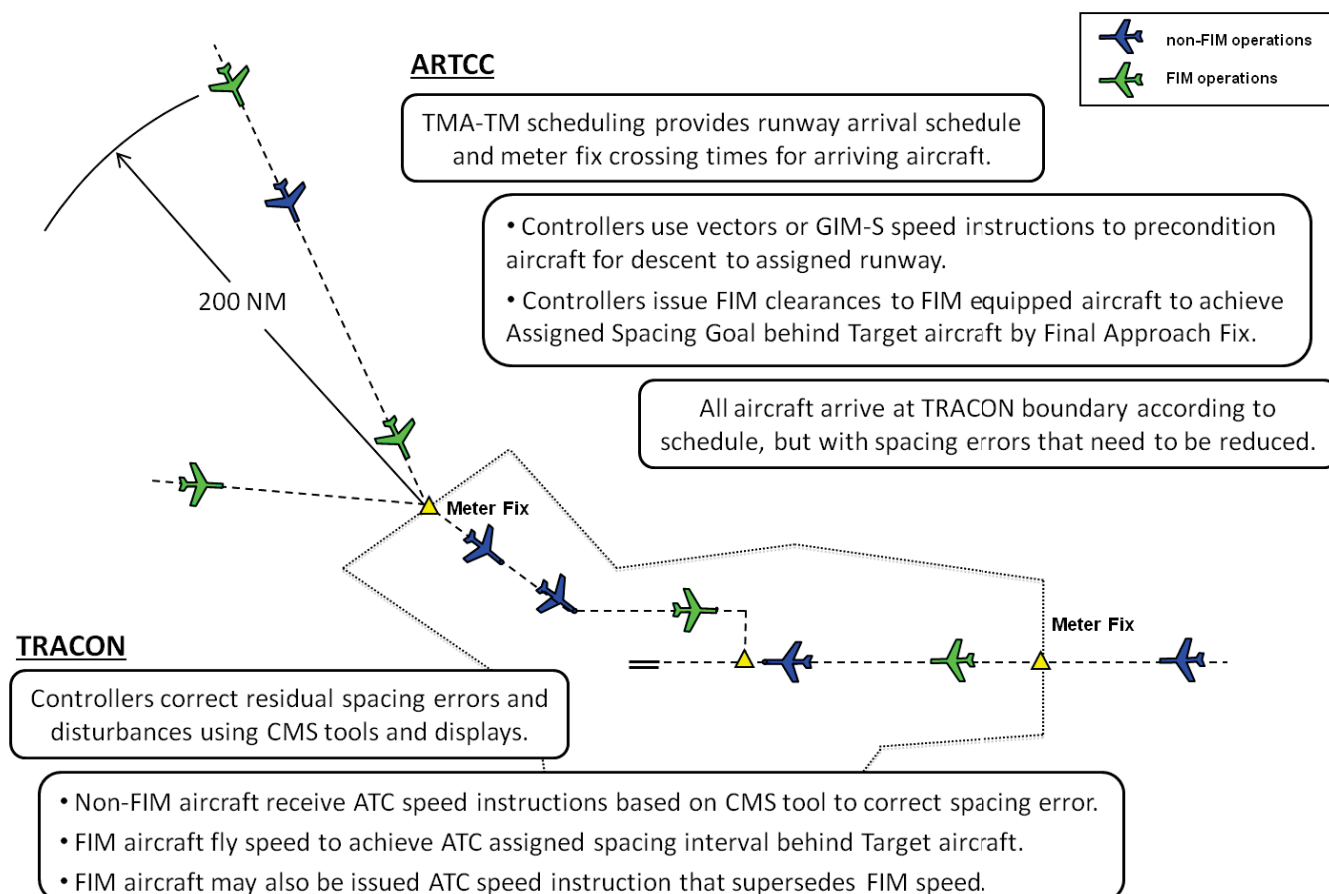 non-FIM operations
FIM operations
ARTCC
TMA-TM scheduling provides runway arrival schedule
and meter fix crossing times for arriving aircraft.
• Controllers use vectors or GIM-S speed instructions to precondition
aircraft for descent to assigned runway.
• Controllers issue FIM clearances to FIM equipped aircraft to achieve
Assigned Spacing Goal behind Target aircraft by Final Approach Fix.
200 NM
All aircraft arrive at TRACON boundary according to
schedule, but with spacing errors that need to be reduced.
Meter Fix
Meter Fix
TRACON
Controllers correct residual spacing errors and
disturbances using CMS tools and displays.
• Non-FIM aircraft receive ATC speed instructions based on CMS tool to correct spacing error.
• FIM aircraft fly speed to achieve ATC assigned spacing interval behind Target aircraft.
• FIM aircraft may also be issued ATC speed instruction that supersedes FIM speed.